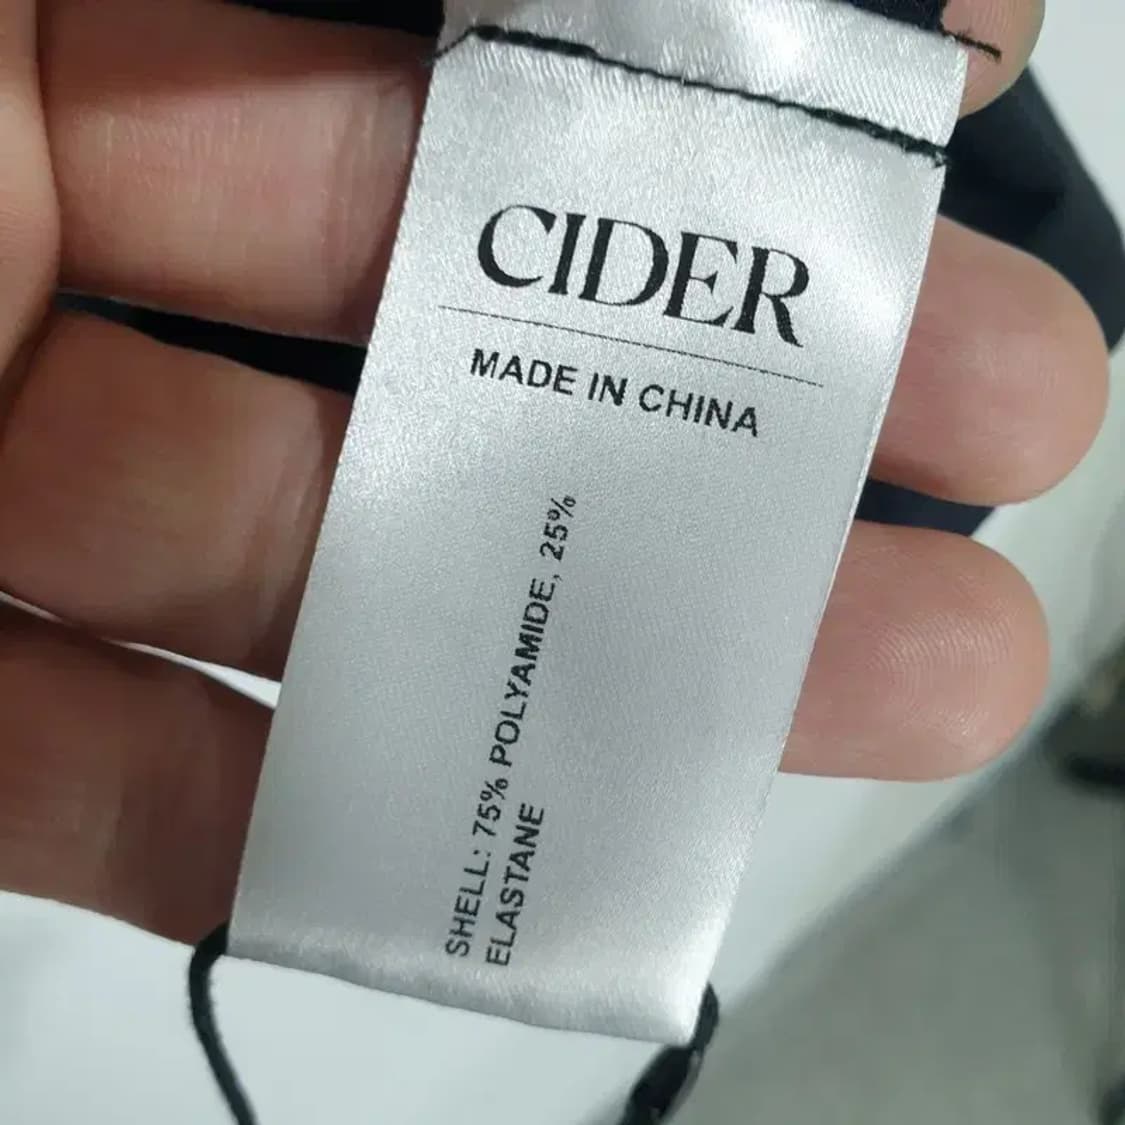 CIDER
MADE IN CHINA
SHELL: 75% POLYAMIDE, 25%
ELASTANE